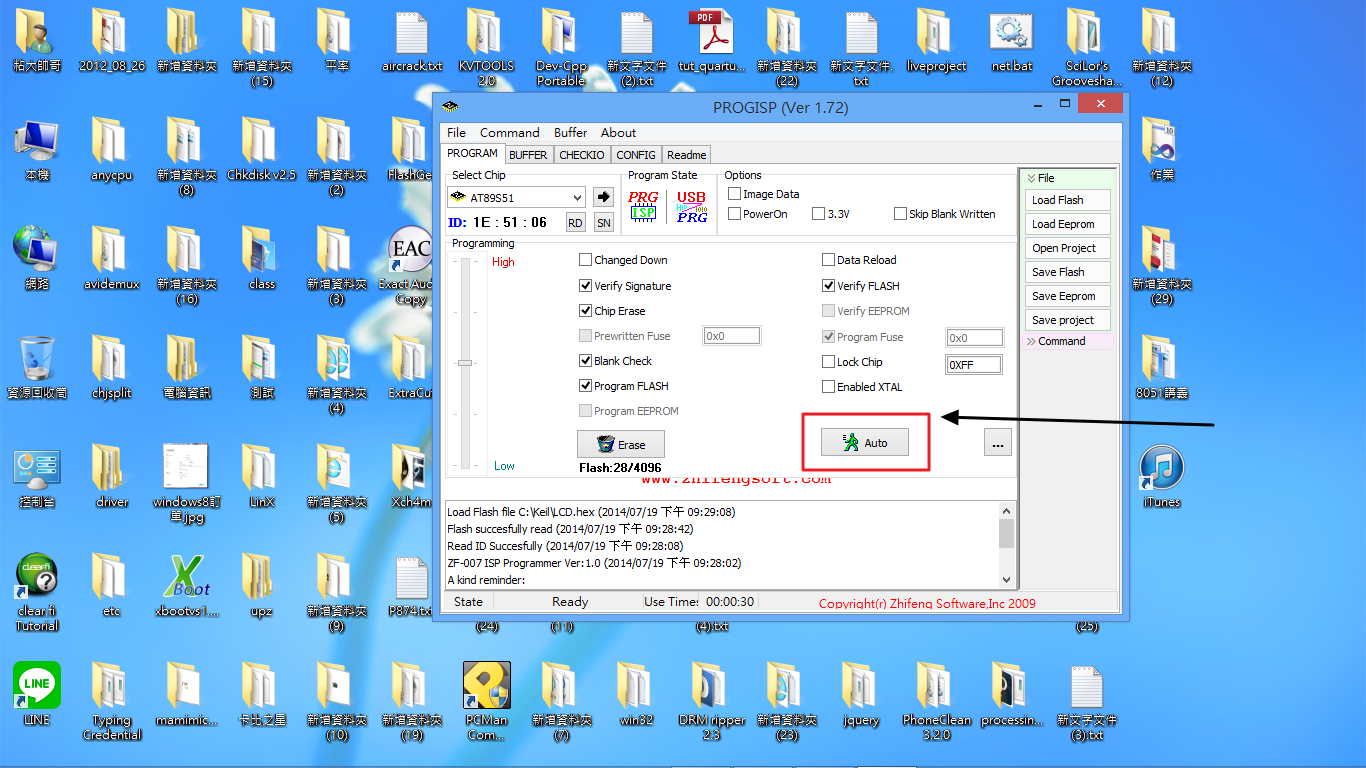 粘大帥哥
2012_08_26
新增資料夾
新增資料夾
(15)
平率
aircrack.txt
KVTOOLS
2.0
Dev-Cpp
Portable
新文字文件
(2).txt
tut_quartu...
新增資料夾
(22)
新文字文件.
txt
liveproject
net.bat
SciLor's
Groovesha...
新增資料夾
(12)
PDF
本機
anycpu
新增資料夾
(8)
Chkdisk v2.5
新增資料夾
(2)
FlashGe
作業
網路
avidemux
新增資料夾
(16)
class
新增資料夾
(3)
EAC
Exact Aud
Copy
新增資料夾
(29)
資源回收筒
chjsplit
電腦資訊
測試
新增資料夾
(4)
ExtraCu
8051講義
控制台
driver
windows8訂
單.jpg
LinX
新增資料夾
(5)
Xch4m
iTunes
clear.fi
clear.fi
Tutorial
etc
X Boot
xbootvs1....
upz
新增資料夾
(9)
P874.tx
(24)
(11)
(4).txt
(25)
LINE
LINE
Typing
Credential
mamimic...
卡比之星
新增資料夾
(10)
新增資料夾
(19)
PCMan
Com...
新增資料夾
(7)
win32
DRM ripper
2.3
新增資料夾
(23)
jquery
PhoneClean
3.2.0
processin...
新文字文件
(3).txt
PROGISP (Ver 1.72)
File Command Buffer About
PROGRAM BUFFER CHECKIO CONFIG Readme
Select Chip
AT89S51
ID: 1E : 51 : 06 RD SN
Program State
PRG
ISP
USB
PRG
Options
Image Data
PowerOn 3.3V Skip Blank Written
Programming
High
Low
Changed Down
Verify Signature
Chip Erase
Prewritten Fuse 0x0
Blank Check
Program FLASH
Program EEPROM
Erase
Flash:28/4096
Data Reload
Verify FLASH
Verify EEPROM
Program Fuse 0x0
Lock Chip 0XFF
Enabled XTAL
Auto
...
www.zhifengsoft.com
Load Flash file C:\Keil\LCD.hex (2014/07/19 下午 09:29:08)
Flash succesfully read (2014/07/19 下午 09:28:42)
Read ID Succesfully (2014/07/19 下午 09:28:08)
ZF-007 ISP Programmer Ver:1.0 (2014/07/19 下午 09:28:02)
A kind reminder:
State Ready Use Times 00:00:30 Copyright(r) Zhifeng Software,Inc 2009
File
Load Flash
Load Eeprom
Open Project
Save Flash
Save Eeprom
Save project
Command